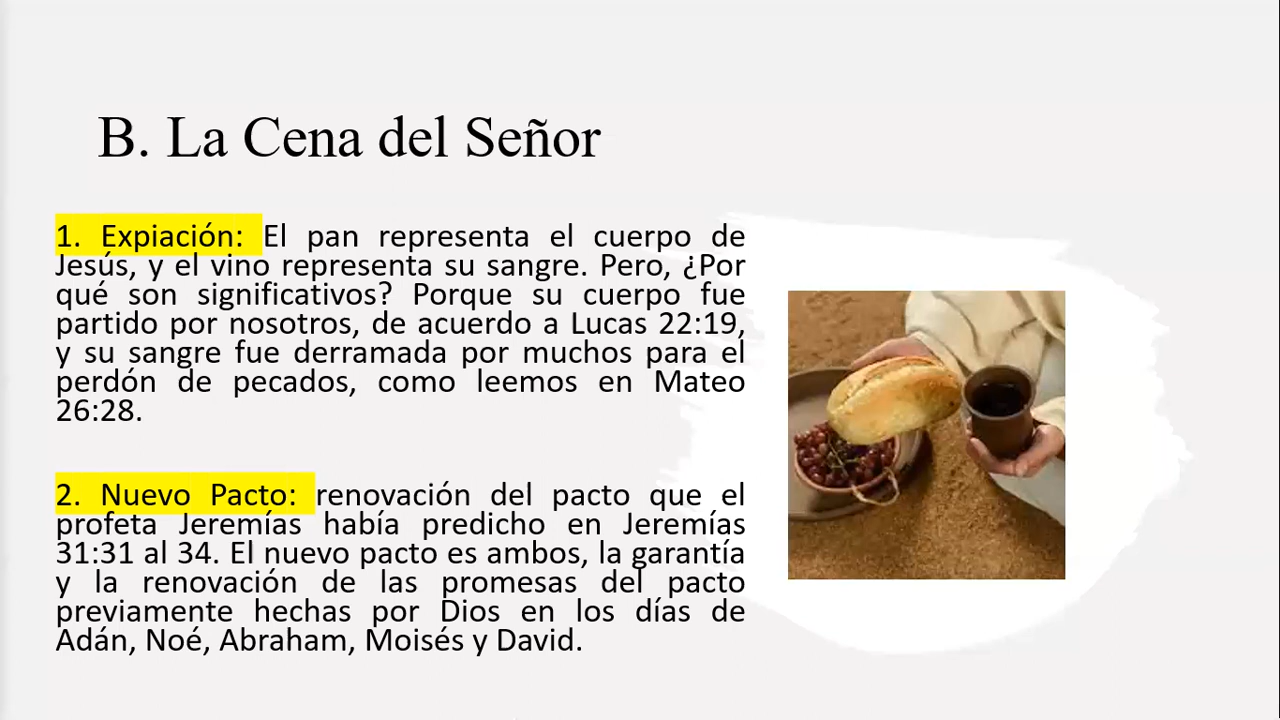 B. La Cena del Señor
1. Expiación: El pan representa el cuerpo de
Jesús, y el vino representa su sangre. Pero, ¿Por
qué son significativos? Porque su cuerpo fue
partido por nosotros, de acuerdo a Lucas 22:19,
y su sangre fue derramada por muchos para el
perdón de pecados, como leemos en Mateo
26:28.
2. Nuevo Pacto: renovación del pacto que el
profeta Jeremías había predicho en Jeremías
31:31 al 34. El nuevo pacto es ambos, la garantía
y la renovación de las promesas del pacto
previamente hechas por Dios en los días de
Adán, Noé, Abraham, Moisés y David.